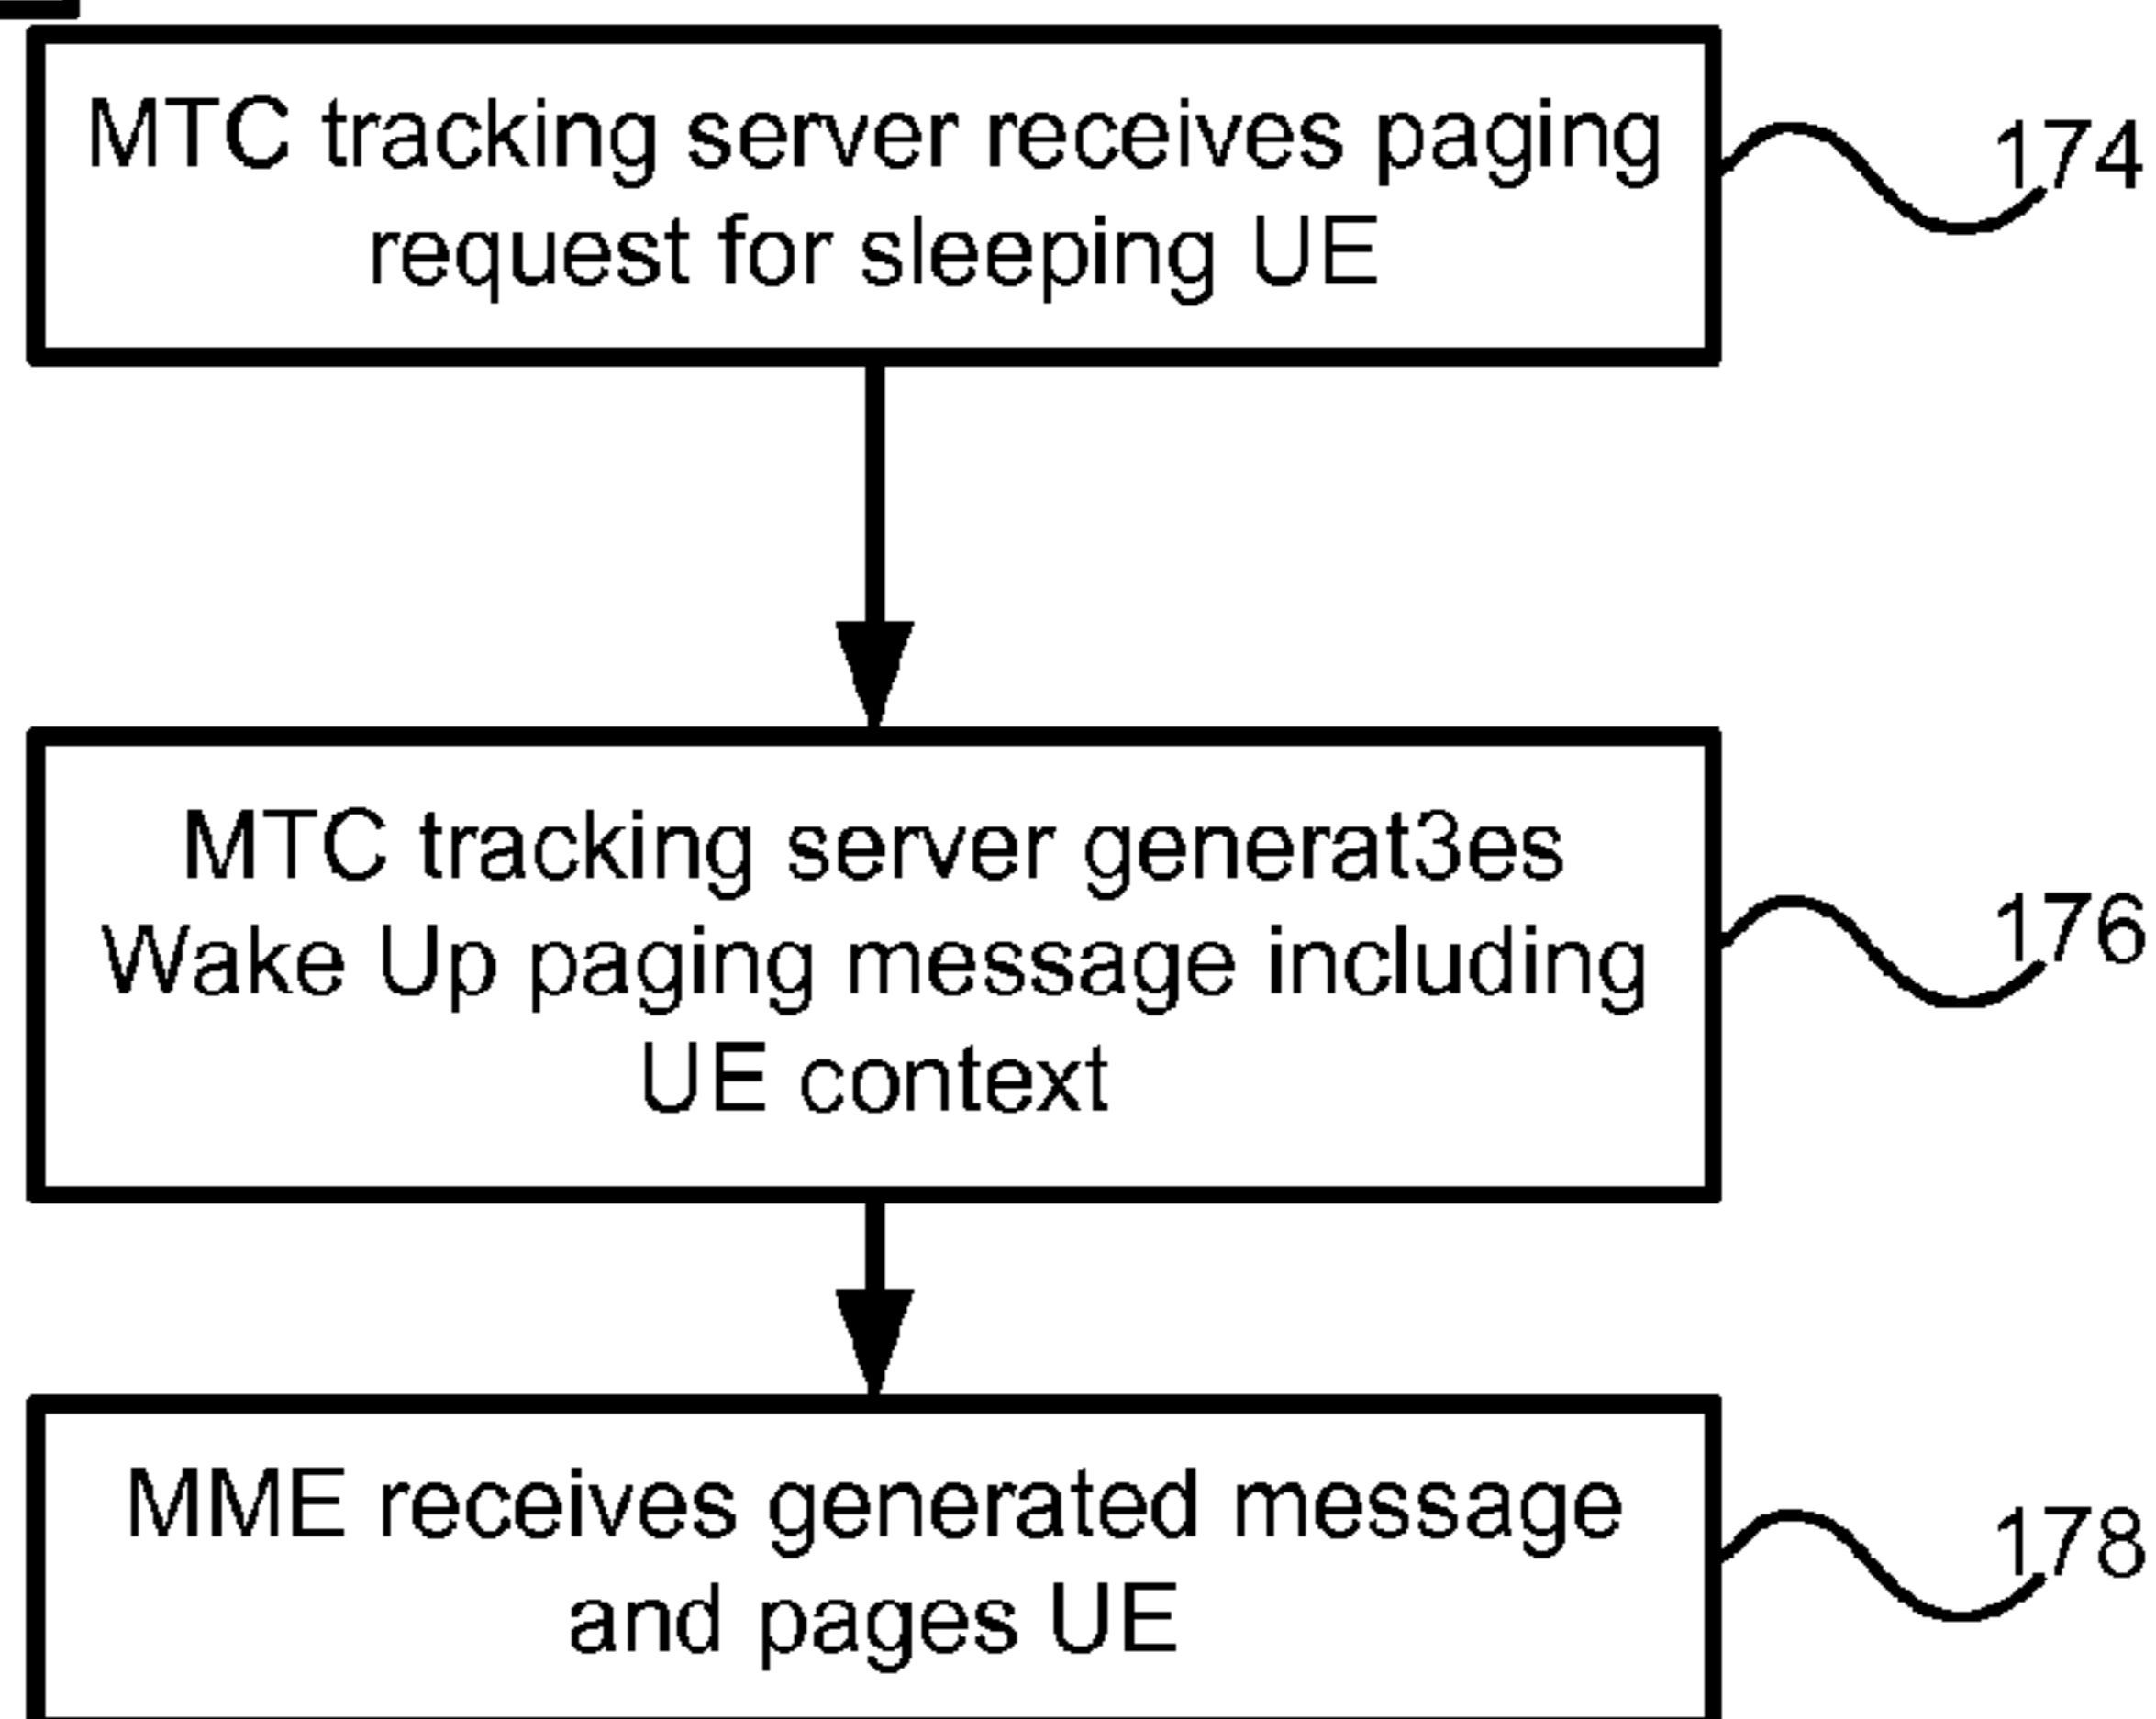 MTC tracking server receives paging
request for sleeping UE
174
MTC tracking server generat3es
Wake Up paging message including
UE context
176
MME receives generated message
and pages UE
178